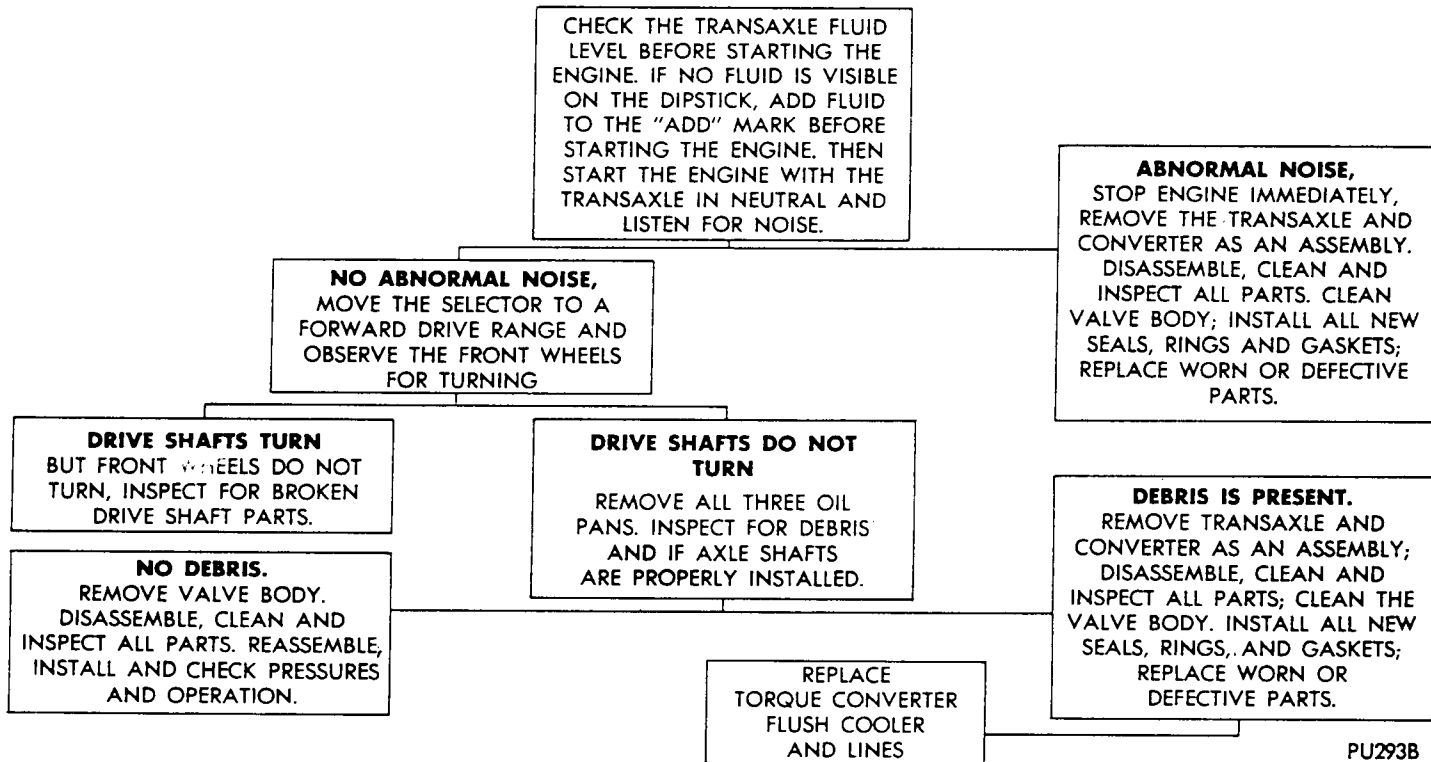 CHECK THE TRANSAXLE FLUID
LEVEL BEFORE STARTING THE
ENGINE. IF NO FLUID IS VISIBLE
ON THE DIPSTICK, ADD FLUID
TO THE "ADD" MARK BEFORE
STARTING THE ENGINE. THEN
START THE ENGINE WITH THE
TRANSAXLE IN NEUTRAL AND
LISTEN FOR NOISE.
ABNORMAL NOISE,
STOP ENGINE IMMEDIATELY,
REMOVE THE TRANSAXLE AND
CONVERTER AS AN ASSEMBLY.
DISASSEMBLE, CLEAN AND
INSPECT ALL PARTS. CLEAN
VALVE BODY; INSTALL ALL NEW
SEALS, RINGS AND GASKETS;
REPLACE WORN OR DEFECTIVE
PARTS.
NO ABNORMAL NOISE,
MOVE THE SELECTOR TO A
FORWARD DRIVE RANGE AND
OBSERVE THE FRONT WHEELS
FOR TURNING
DRIVE SHAFTS TURN
BUT FRONT WHEELS DO NOT
TURN, INSPECT FOR BROKEN
DRIVE SHAFT PARTS.
DRIVE SHAFTS DO NOT
TURN
REMOVE ALL THREE OIL
PANS. INSPECT FOR DEBRIS
AND IF AXLE SHAFTS
ARE PROPERLY INSTALLED.
NO DEBRIS.
REMOVE VALVE BODY.
DISASSEMBLE, CLEAN AND
INSPECT ALL PARTS. REASSEMBLE,
INSTALL AND CHECK PRESSURES
AND OPERATION.
DEBRIS IS PRESENT.
REMOVE TRANSAXLE AND
CONVERTER AS AN ASSEMBLY;
DISASSEMBLE, CLEAN AND
INSPECT ALL PARTS; CLEAN THE
VALVE BODY. INSTALL ALL NEW
SEALS, RINGS, AND GASKETS;
REPLACE WORN OR
DEFECTIVE PARTS.
REPLACE
TORQUE CONVERTER
FLUSH COOLER
AND LINES
PU293B